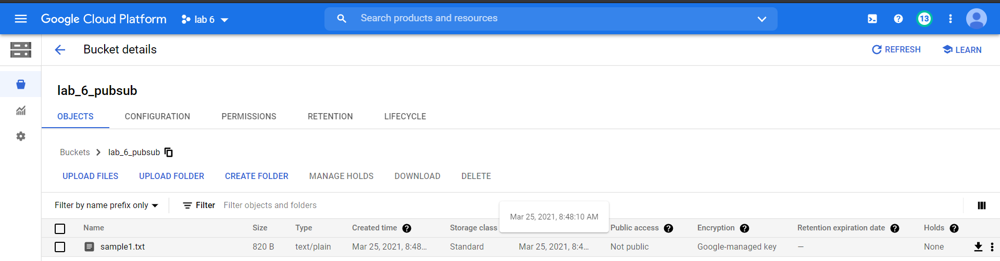 Google Cloud Platform lab 6 Search products and resources 13
Bucket details REFRESH LEARN
lab_6_pubsub
OBJECTS CONFIGURATION PERMISSIONS RETENTION LIFECYCLE
Buckets lab_6_pubsub
UPLOAD FILES UPLOAD FOLDER CREATE FOLDER MANAGE HOLDS DOWNLOAD DELETE
Filter by name prefix only Filter Filter objects and folders
Mar 25, 2021, 8:48:10 AM
Name Size Type Created time Storage class Public access Encryption Retention expiration date Holds
sample1.txt 820 B text/plain Mar 25, 2021, 8:48... Standard Mar 25, 2021, 8:4... Not public Google-managed key — None